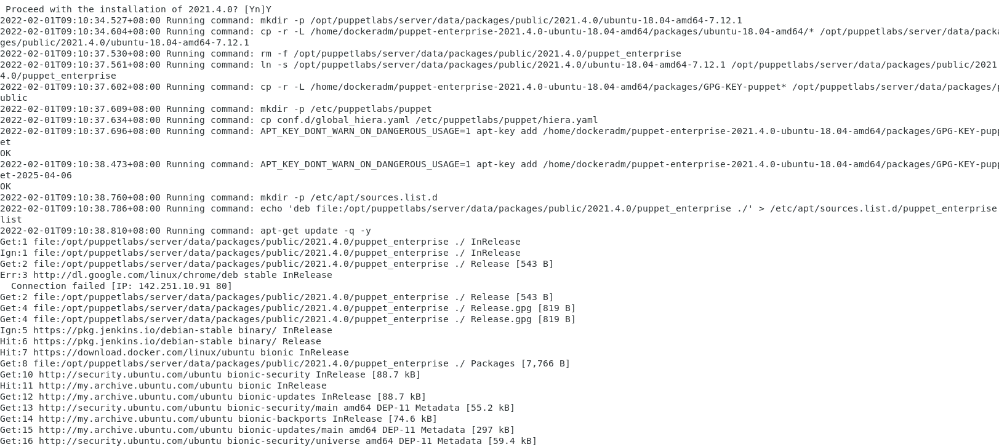 Proceed with the installation of 2021.4.0? [Yn]Y
2022-02-01T09:10:34.527+08:00 Running command: mkdir -p /opt/puppetlabs/server/data/packages/public/2021.4.0/ubuntu-18.04-amd64-7.12.1
2022-02-01T09:10:34.604+08:00 Running command: cp -r -L /home/dockeradm/puppet-enterprise-2021.4.0-ubuntu-18.04-amd64/packages/ubuntu-18.04-amd64/* /opt/puppetlabs/server/data/packa
ges/public/2021.4.0/ubuntu-18.04-amd64-7.12.1
2022-02-01T09:10:37.530+08:00 Running command: rm -f /opt/puppetlabs/server/data/packages/public/2021.4.0/puppet_enterprise
2022-02-01T09:10:37.561+08:00 Running command: ln -s /opt/puppetlabs/server/data/packages/public/2021.4.0/ubuntu-18.04-amd64-7.12.1 /opt/puppetlabs/server/data/packages/public/2021
4.0/puppet_enterprise
2022-02-01T09:10:37.602+08:00 Running command: cp -r -L /home/dockeradm/puppet-enterprise-2021.4.0-ubuntu-18.04-amd64/packages/GPG-KEY-puppet* /opt/puppetlabs/server/data/packages/p
ublic
2022-02-01T09:10:37.609+08:00 Running command: mkdir -p /etc/puppetlabs/puppet
2022-02-01T09:10:37.634+08:00 Running command: cp conf.d/global_hiera.yaml /etc/puppetlabs/puppet/hiera.yaml
2022-02-01T09:10:37.696+08:00 Running command: APT_KEY_DONT_WARN_ON_DANGEROUS_USAGE=1 apt-key add /home/dockeradm/puppet-enterprise-2021.4.0-ubuntu-18.04-amd64/packages/GPG-KEY-pupp
et
OK
2022-02-01T09:10:38.473+08:00 Running command: APT_KEY_DONT_WARN_ON_DANGEROUS_USAGE=1 apt-key add /home/dockeradm/puppet-enterprise-2021.4.0-ubuntu-18.04-amd64/packages/GPG-KEY-pupp
et-2025-04-06
OK
2022-02-01T09:10:38.760+08:00 Running command: mkdir -p /etc/apt/sources.list.d
2022-02-01T09:10:38.786+08:00 Running command: echo 'deb file:/opt/puppetlabs/server/data/packages/public/2021.4.0/puppet_enterprise ./' > /etc/apt/sources.list.d/puppet_enterprise
list
2022-02-01T09:10:38.810+08:00 Running command: apt-get update -q -y
Get:1 file:/opt/puppetlabs/server/data/packages/public/2021.4.0/puppet_enterprise ./ InRelease
Ign:1 file:/opt/puppetlabs/server/data/packages/public/2021.4.0/puppet_enterprise ./ InRelease
Get:2 file:/opt/puppetlabs/server/data/packages/public/2021.4.0/puppet_enterprise ./ Release [543 B]
Err:3 http://dl.google.com/linux/chrome/deb stable InRelease
Connection failed [IP: 142.251.10.91 80]
Get:2 file:/opt/puppetlabs/server/data/packages/public/2021.4.0/puppet_enterprise ./ Release [543 B]
Get:4 file:/opt/puppetlabs/server/data/packages/public/2021.4.0/puppet_enterprise ./ Release.gpg [819 B]
Get:4 file:/opt/puppetlabs/server/data/packages/public/2021.4.0/puppet_enterprise ./ Release.gpg [819 B]
Ign:5 https://pkg.jenkins.io/debian-stable binary/ InRelease
Hit:6 https://pkg.jenkins.io/debian-stable binary/ Release
Hit:7 https://download.docker.com/linux/ubuntu bionic InRelease
Get:8 file:/opt/puppetlabs/server/data/packages/public/2021.4.0/puppet_enterprise ./ Packages [7,766 B]
Get:10 http://security.ubuntu.com/ubuntu bionic-security InRelease [88.7 kB]
Hit:11 http://my.archive.ubuntu.com/ubuntu bionic InRelease
Get:12 http://my.archive.ubuntu.com/ubuntu bionic-updates InRelease [88.7 kB]
Get:13 http://security.ubuntu.com/ubuntu bionic-security/main amd64 DEP-11 Metadata [55.2 kB]
Get:14 http://my.archive.ubuntu.com/ubuntu bionic-backports InRelease [74.6 kB]
Get:15 http://my.archive.ubuntu.com/ubuntu bionic-updates/main amd64 DEP-11 Metadata [297 kB]
Get:16 http://security.ubuntu.com/ubuntu bionic-security/universe amd64 DEP-11 Metadata [59.4 kB]